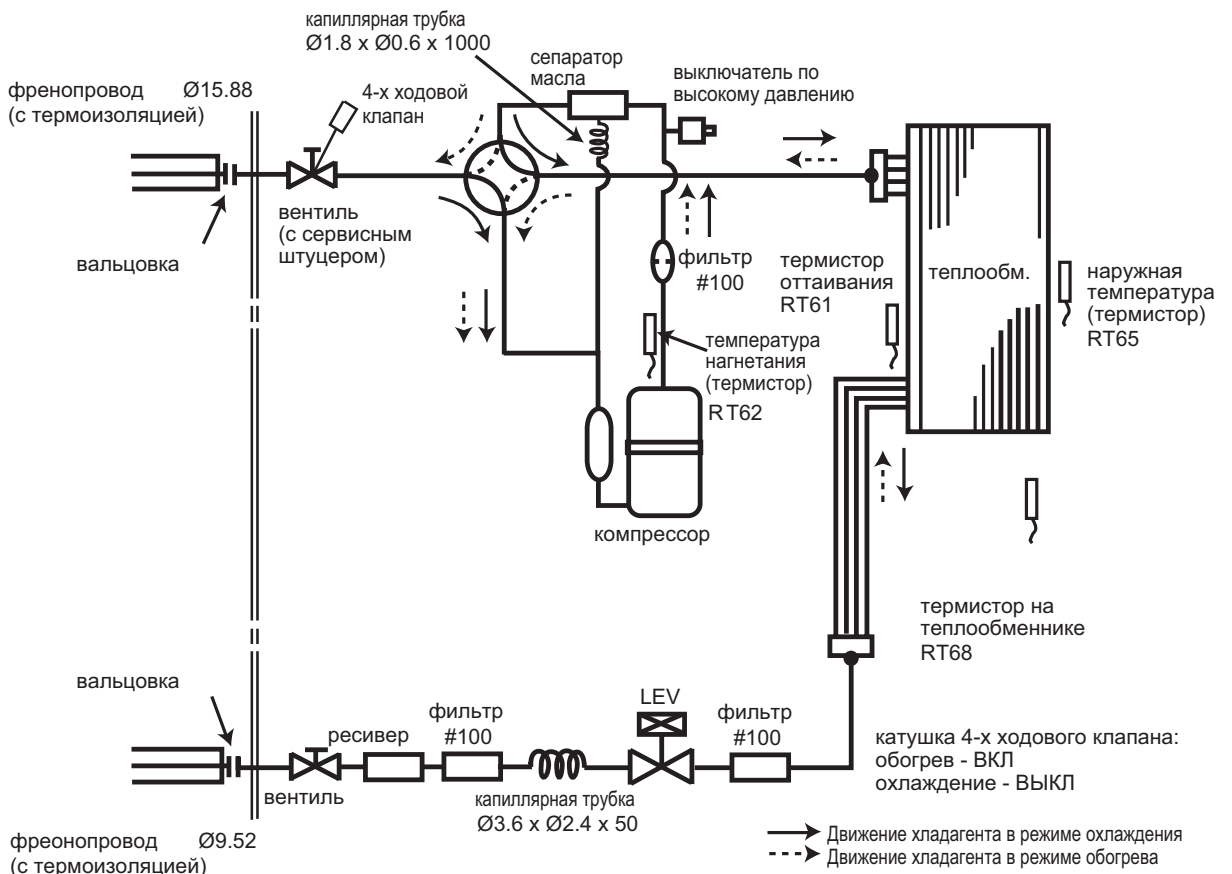 капиллярная трубка
Ø1.8 x Ø0.6 x 1000
сепаратор
масла
выключатель по
высокому давлению
френопровод Ø15.88
(с термоизоляцией)
4-х ходовой
клапан
вальцовка
вентиль
(с сервисным
штуцером)
фильтр
#100
термистор
оттаивания
RT61
теплообм.
наружная
температура
(термистор)
RT65
температура
нагнетания
(термистор)
RT62
компрессор
термистор на
теплообменнике
RT68
вальцовка
ресивер
фильтр
#100
LEV
фильтр
#100
вентиль
капиллярная трубка
Ø3.6 x Ø2.4 x 50
катушка 4-х ходового клапана:
обогрев - ВКЛ
охлаждение - ВЫКЛ
фреонопровод Ø9.52
(с термоизоляцией)
Движение хладагента в режиме охлаждения
Движение хладагента в режиме обогрева